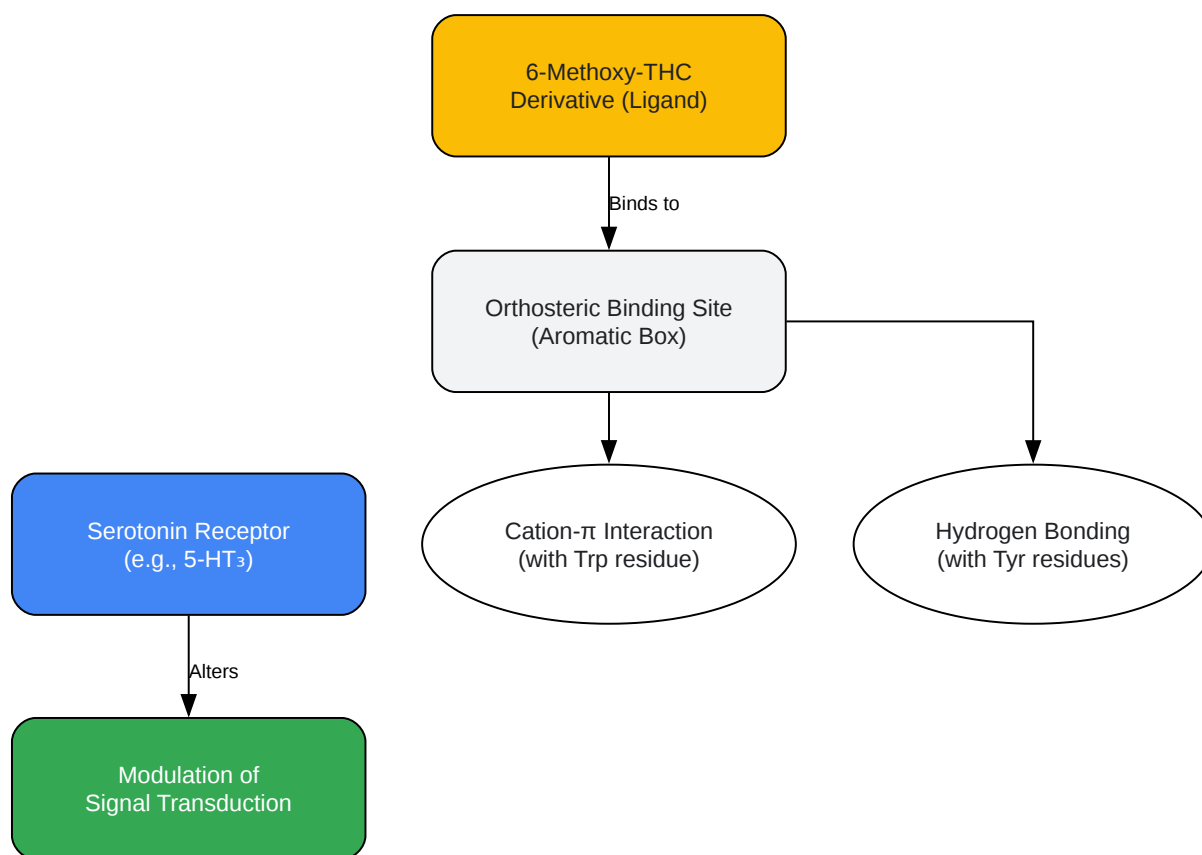 6-Methoxy-THC
Derivative (Ligand)
Binds to
Orthosteric Binding Site
(Aromatic Box)
Serotonin Receptor
(e.g., 5-HT₃)
Cation-π Interaction
(with Trp residue)
Hydrogen Bonding
(with Tyr residues)
Alters
Modulation of
Signal Transduction